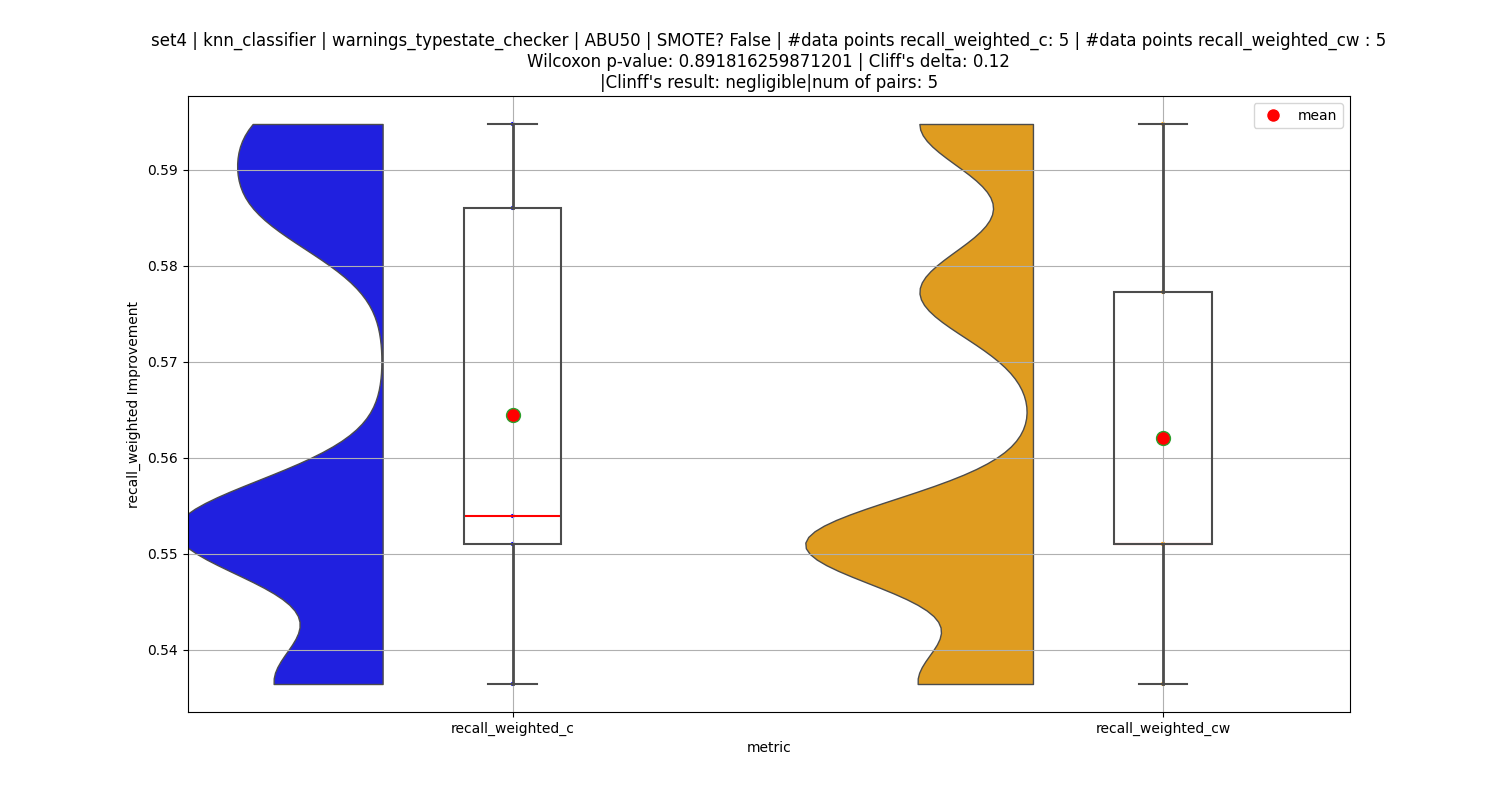 set4 | knn_classifier | warnings_typestate_checker | ABU50 | SMOTE? False | #data points recall_weighted_c: 5 | #data points recall_weighted_cw : 5
Wilcoxon p-value: 0.891816259871201 | Cliff's delta: 0.12
|Clinff's result: negligible|num of pairs: 5
mean
0.59
0.58
0.57
0.56
0.55
0.54
recall_weighted Improvement
recall_weighted_c
recall_weighted_cw
metric